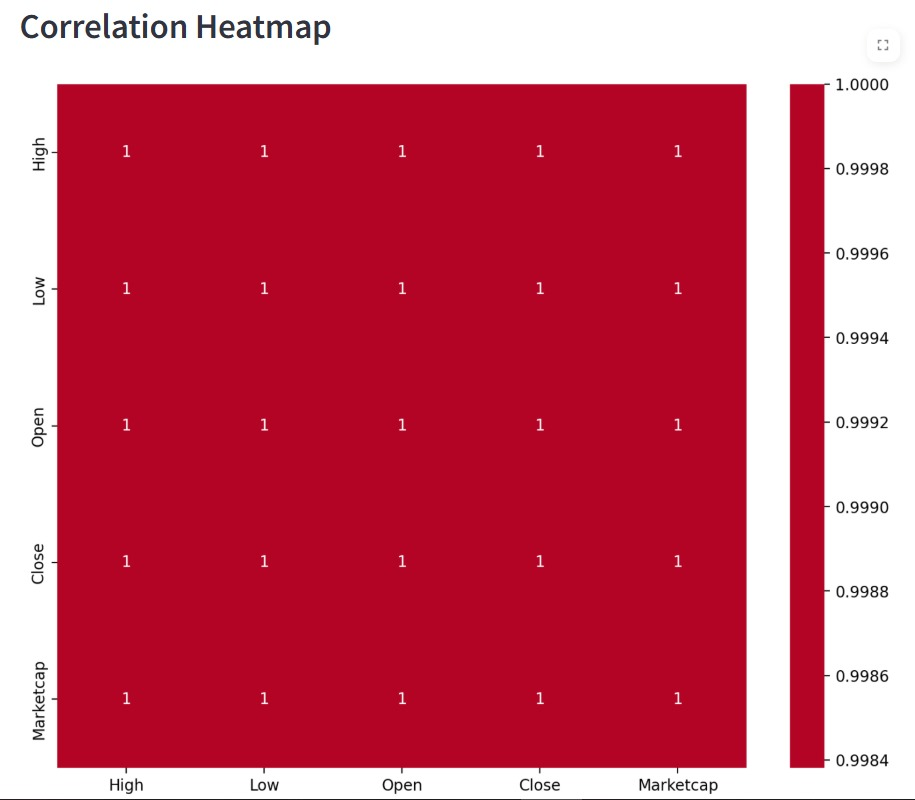 Correlation Heatmap
1.0000
High 1 1 1 1 1
0.9998
0.9996
Low 1 1 1 1 1
0.9994
Open 1 1 1 1 1
0.9992
0.9990
Close 1 1 1 1 1
0.9988
0.9986
Marketcap 1 1 1 1 1
0.9984
High Low Open Close Marketcap